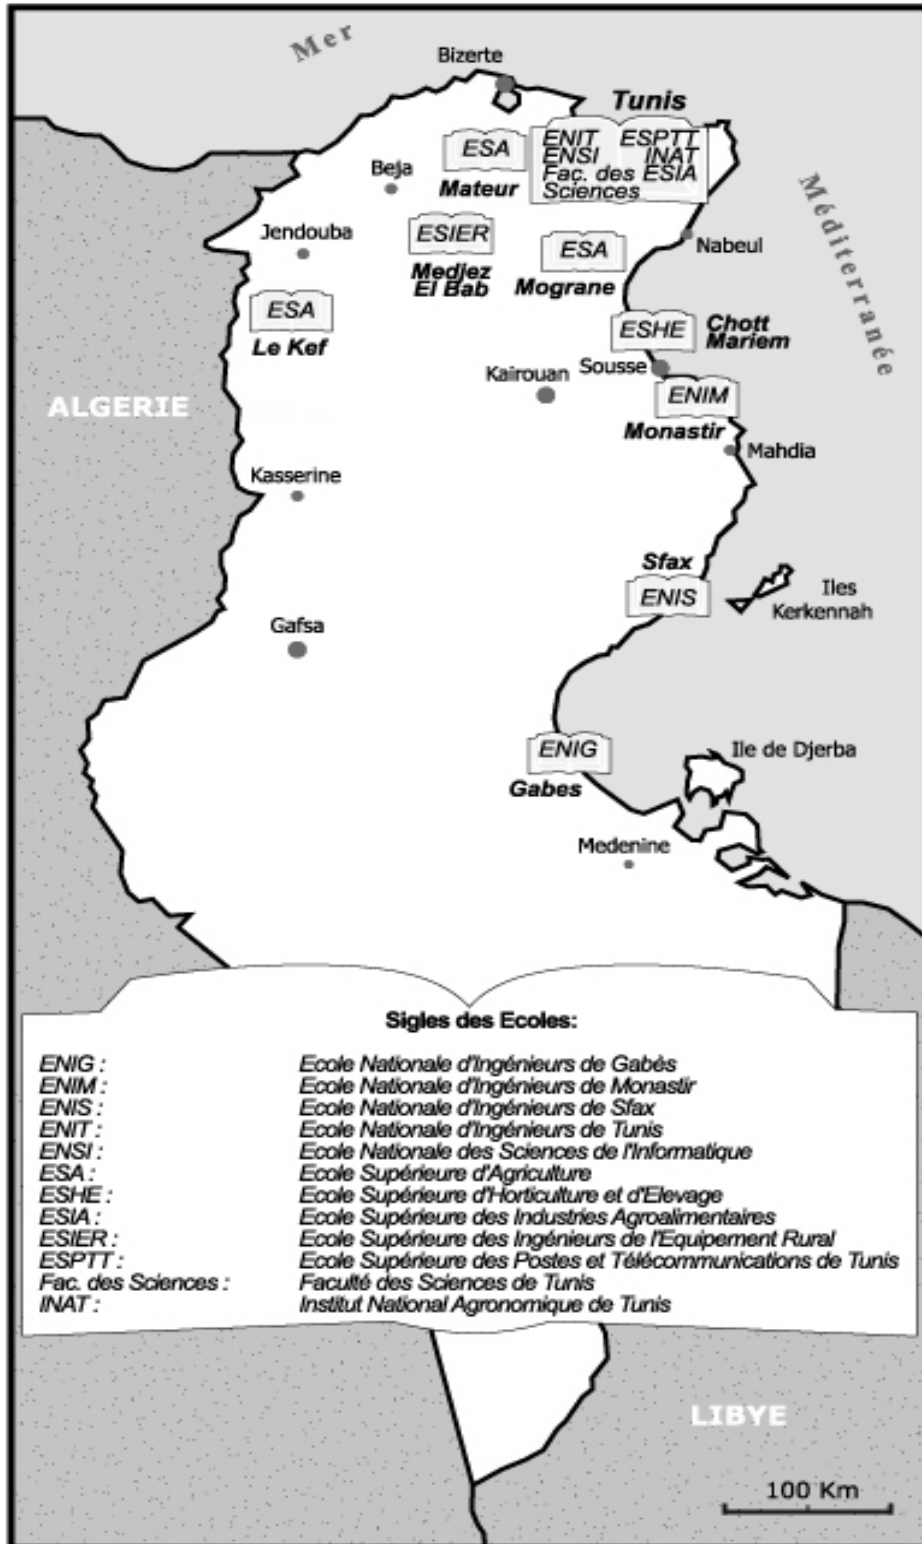 Mer
Bizerte
Tunis
ENIT ESPTT
ENSI INAT
Fac. des ESIA
Sciences
ESA
Mateur
Beja
Méditerranée
Jendouba
ESIER
Medjez
El Bab
ESA
Mograne
Nabeul
ESA
Le Kef
ESHE
Chott
Mariem
Sousse
Kairouan
ALGERIE
ENIM
Monastir
Mahdia
Kasserine
Sfax
ENIS
Iles
Kerkennah
Gafsa
ENIG
Gabes
Ile de Djerba
Medenine
Sigles des Ecoles:
ENIG : Ecole Nationale d'Ingénieurs de Gabès
ENIM : Ecole Nationale d'Ingénieurs de Monastir
ENIS : Ecole Nationale d'Ingénieurs de Sfax
ENIT : Ecole Nationale d'Ingénieurs de Tunis
ENSI : Ecole Nationale des Sciences de l'Informatique
ESA : Ecole Supérieure d'Agriculture
ESHE : Ecole Supérieure d'Horticulture et d'Elevage
ESIA : Ecole Supérieure des Industries Agroalimentaires
ESIER : Ecole Supérieure des Ingénieurs de l'Equipement Rural
ESPTT : Ecole Supérieure des Postes et Télécommunications de Tunis
Fac. des Sciences : Faculté des Sciences de Tunis
INAT : Institut National Agronomique de Tunis
LIBYE
100 Km